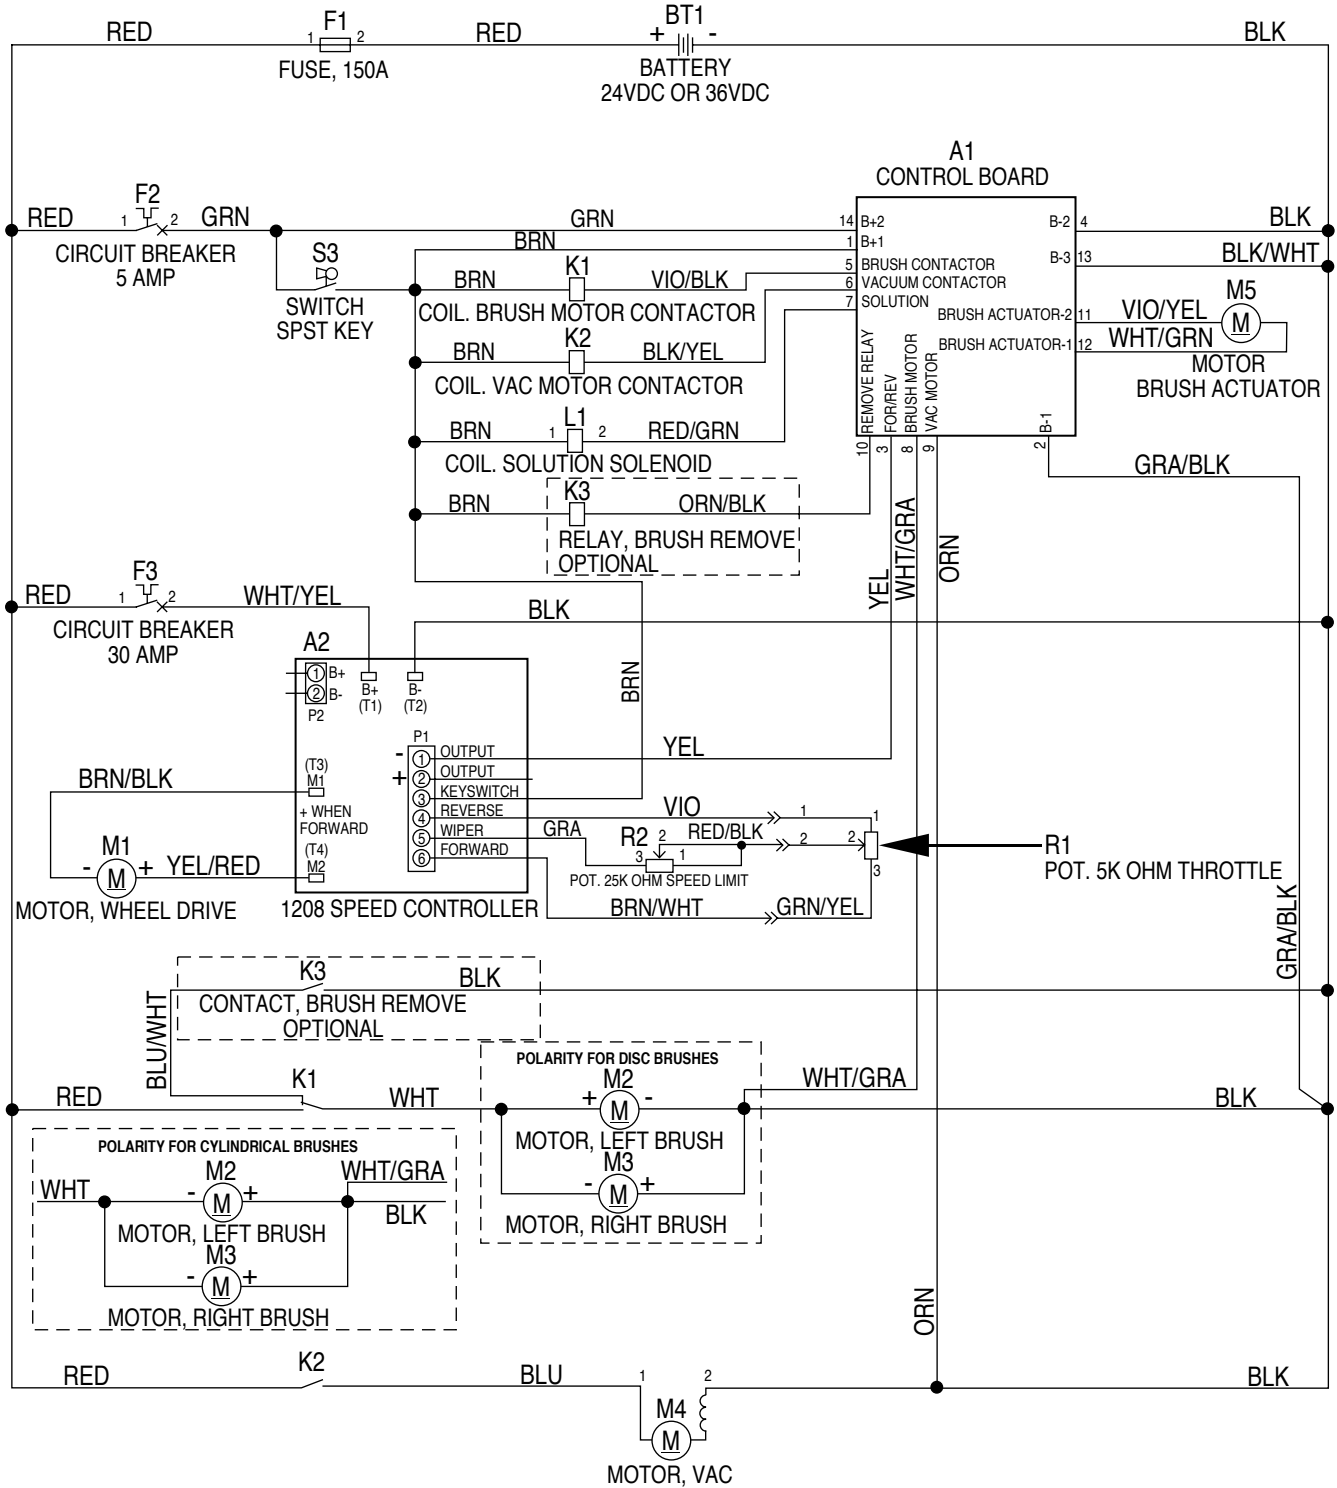 RED
F1
1
2
FUSE, 150A
RED
BT1
+
-
BATTERY
24VDC OR 36VDC
BLK
A1
CONTROL BOARD
RED
F2
1
2
CIRCUIT BREAKER
5 AMP
GRN
GRN
BRN
S3
SWITCH
SPST KEY
BRN
K1
VIO/BLK
COIL. BRUSH MOTOR CONTACTOR
BRN
K2
BLK/YEL
COIL. VAC MOTOR CONTACTOR
BRN
1
L1
2
RED/GRN
COIL. SOLUTION SOLENOID
BRN
K3
ORN/BLK
RELAY, BRUSH REMOVE
OPTIONAL
14 B+2
1 B+1
5 BRUSH CONTACTOR
6 VACUUM CONTACTOR
7 SOLUTION
B-2 4
B-3 13
BRUSH ACTUATOR-2 11
BRUSH ACTUATOR-1 12
REMOVE RELAY
FOR/REV
BRUSH MOTOR
VAC MOTOR
B-1
10
3
8
9
2
BLK
BLK/WHT
VIO/YEL
WHT/GRN
M5
M
MOTOR
BRUSH ACTUATOR
GRA/BLK
YEL
WHT/GRA
ORN
RED
F3
1
2
CIRCUIT BREAKER
30 AMP
WHT/YEL
BLK
A2
1 B+
2 B-
P2
B+
(T1)
B-
(T2)
BRN
P1
-
1 OUTPUT
+
2 OUTPUT
3 KEYSWITCH
4 REVERSE
5 WIPER
6 FORWARD
(T3)
M1
+ WHEN
FORWARD
(T4)
M2
1208 SPEED CONTROLLER
BRN/BLK
M1
-
M
+
YEL/RED
MOTOR, WHEEL DRIVE
YEL
VIO
1
1
GRA
R2
2
3
1
RED/BLK
2
2
POT. 25K OHM SPEED LIMIT
3
BRN/WHT
GRN/YEL
R1
POT. 5K OHM THROTTLE
GRA/BLK
K3
BLK
CONTACT, BRUSH REMOVE
OPTIONAL
BLU/WHT
RED
K1
WHT
POLARITY FOR DISC BRUSHES
M2
+
M
-
MOTOR, LEFT BRUSH
M3
-
M
+
MOTOR, RIGHT BRUSH
WHT/GRA
BLK
POLARITY FOR CYLINDRICAL BRUSHES
WHT
M2
-
M
+
WHT/GRA
BLK
MOTOR, LEFT BRUSH
M3
-
M
+
MOTOR, RIGHT BRUSH
ORN
RED
K2
BLU
1
2
M4
M
MOTOR, VAC
BLK